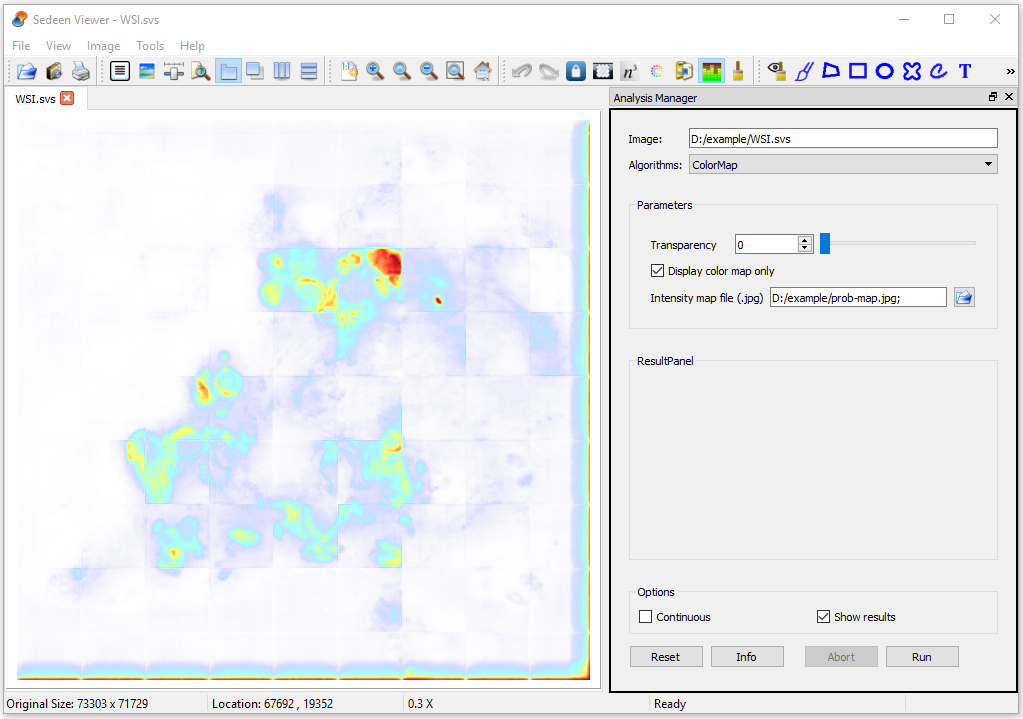 Sedeen Viewer - WSI.svs
File View Image Tools Help
n³ T »
WSI.svs
Analysis Manager
Image: D:/example/WSI.svs
Algorithms: ColorMap
Parameters
Transparency 0
Display color map only
Intensity map file (.jpg) D:/example/prob-map.jpg;
ResultPanel
Options
Continuous Show results
Reset Info Abort Run
Original Size: 73303 x 71729 Location: 67692 , 19352 0.3 X Ready